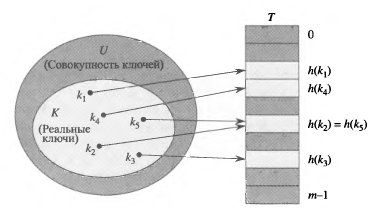 T
U
(Совокупность ключей)
0
k₁
h(k₁)
K
k₄
h(k₄)
(Реальные
ключи)
k₅
h(k₂) = h(k₅)
k₂
k₃
h(k₃)
m–1